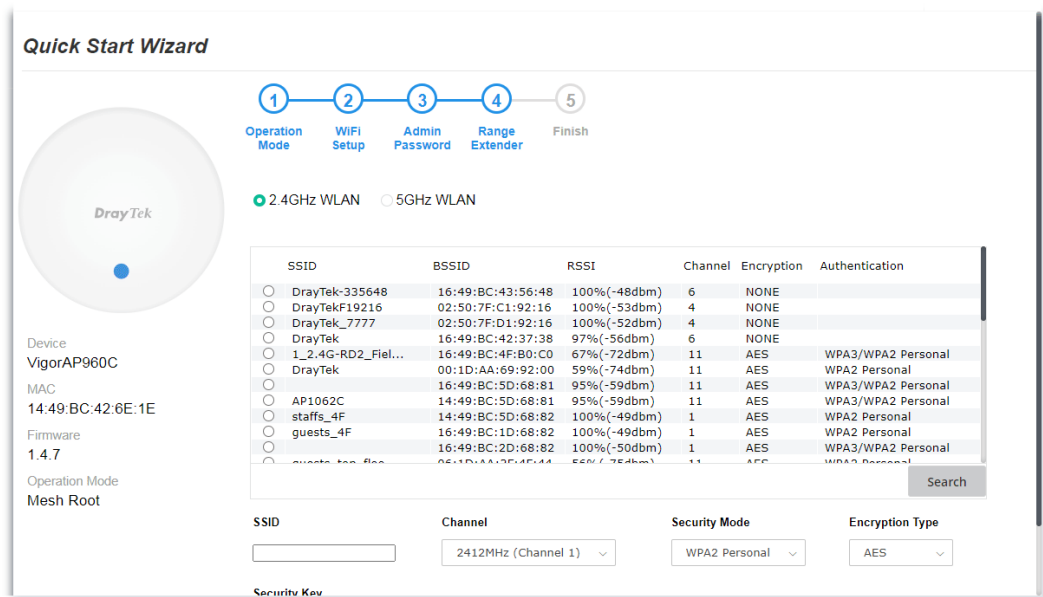 Quick Start Wizard
1 2 3 4 5
Operation Mode WiFi Setup Admin Password Range Extender Finish
DrayTek
Device
VigorAP960C
MAC
14:49:BC:42:6E:1E
Firmware
1.4.7
Operation Mode
Mesh Root
2.4GHz WLAN 5GHz WLAN
SSID BSSID RSSI Channel Encryption Authentication
DrayTek-335648 16:49:BC:43:56:48 100%(-48dbm) 6 NONE
DrayTekF19216 02:50:7F:C1:92:16 100%(-53dbm) 4 NONE
DrayTek_7777 02:50:7F:D1:92:16 100%(-52dbm) 4 NONE
DrayTek 16:49:BC:42:37:38 97%(-56dbm) 6 NONE
1_2.4G-RD2_Fiel... 16:49:BC:4F:B0:C0 67%(-72dbm) 11 AES WPA3/WPA2 Personal
DrayTek 00:1D:AA:69:92:00 59%(-74dbm) 11 AES WPA2 Personal
16:49:BC:5D:68:81 95%(-59dbm) 11 AES WPA3/WPA2 Personal
AP1062C 14:49:BC:5D:68:81 95%(-59dbm) 11 AES WPA3/WPA2 Personal
staffs_4F 14:49:BC:5D:68:82 100%(-49dbm) 1 AES WPA2 Personal
guests_4F 16:49:BC:1D:68:82 100%(-49dbm) 1 AES WPA2 Personal
16:49:BC:2D:68:82 100%(-50dbm) 1 AES WPA3/WPA2 Personal
11 AES WPA2 Personal
Search
SSID Channel Security Mode Encryption Type
2412MHz (Channel 1) WPA2 Personal AES
Security Key